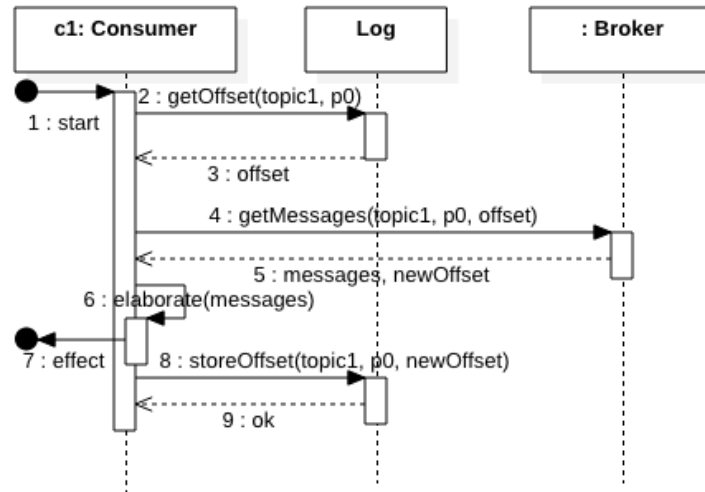 c1: Consumer
Log
: Broker
1 : start
2 : getOffset(topic1, p0)
3 : offset
4 : getMessages(topic1, p0, offset)
5 : messages, newOffset
6 : elaborate(messages)
7 : effect
8 : storeOffset(topic1, p0, newOffset)
9 : ok